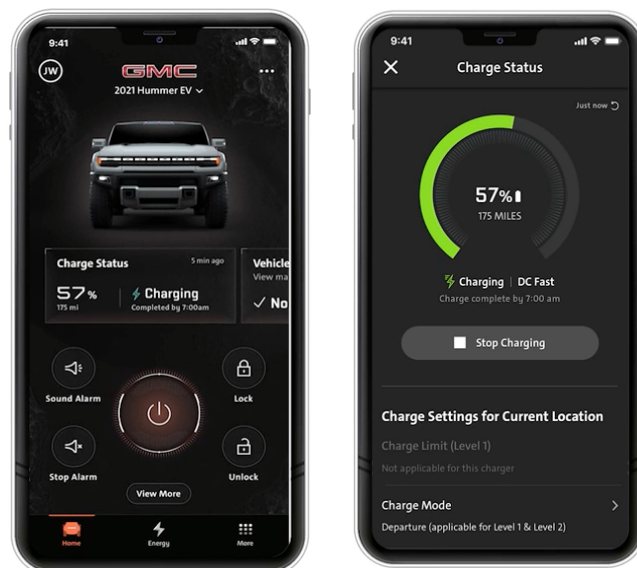 9:41
JW
GMC
2021 Hummer EV
Charge Status
5 min ago
57%
175 mi
Charging
Completed by 7:00am
Vehicle
View ma
No
Sound Alarm
Lock
Stop Alarm
Unlock
View More
Home
Energy
More
9:41
Charge Status
Just now
57%
175 MILES
Charging | DC Fast
Charge complete by 7:00 am
Stop Charging
Charge Settings for Current Location
Charge Limit (Level 1)
Not applicable for this charger
Charge Mode
Departure (applicable for Level 1 & Level 2)